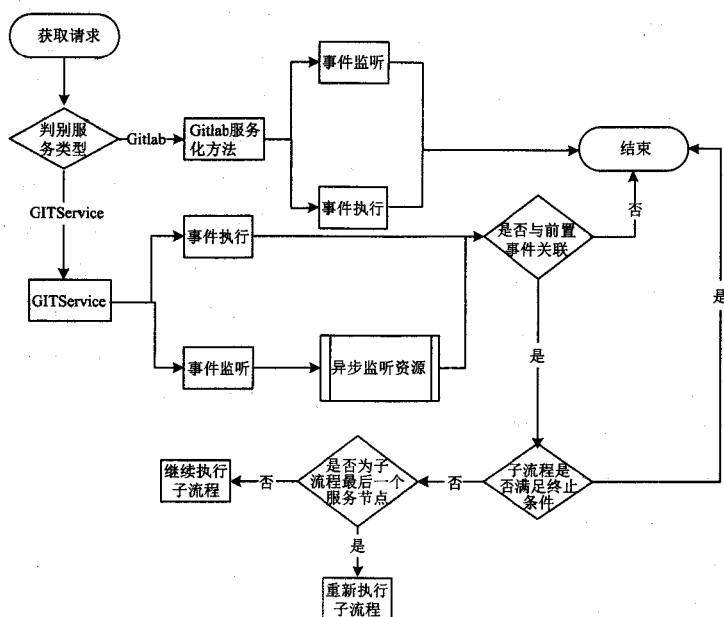 获取请求
事件监听
判别服
务类型
Gitlab
Gitlab服务
化方法
结束
事件执行
GITService
是否与前置
事件关联
否
事件执行
GITService
是
事件监听
异步监听资源
是
是否为子
流程最后一个
服务节点
子流程是
否满足终止
条件
继续执行
子流程
否
否
是
重新执行
子流程